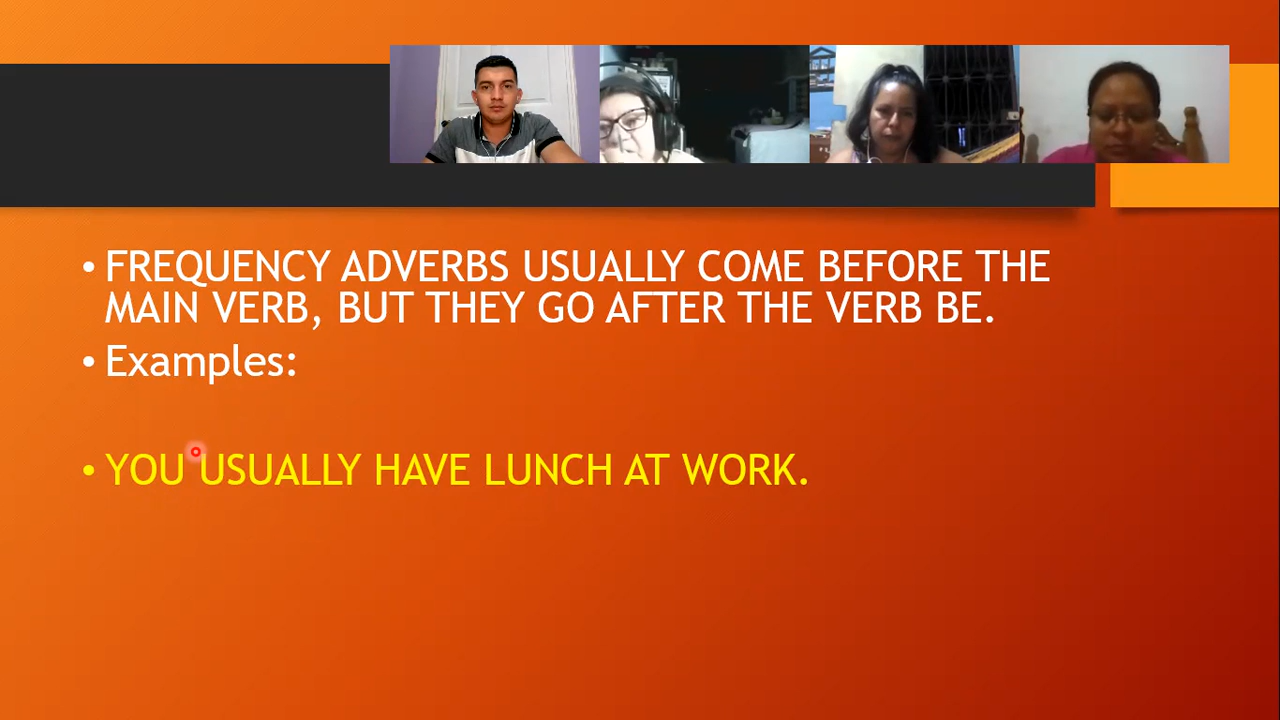 • FREQUENCY ADVERBS USUALLY COME BEFORE THE
MAIN VERB, BUT THEY GO AFTER THE VERB BE.
• Examples:
• YOU USUALLY HAVE LUNCH AT WORK.